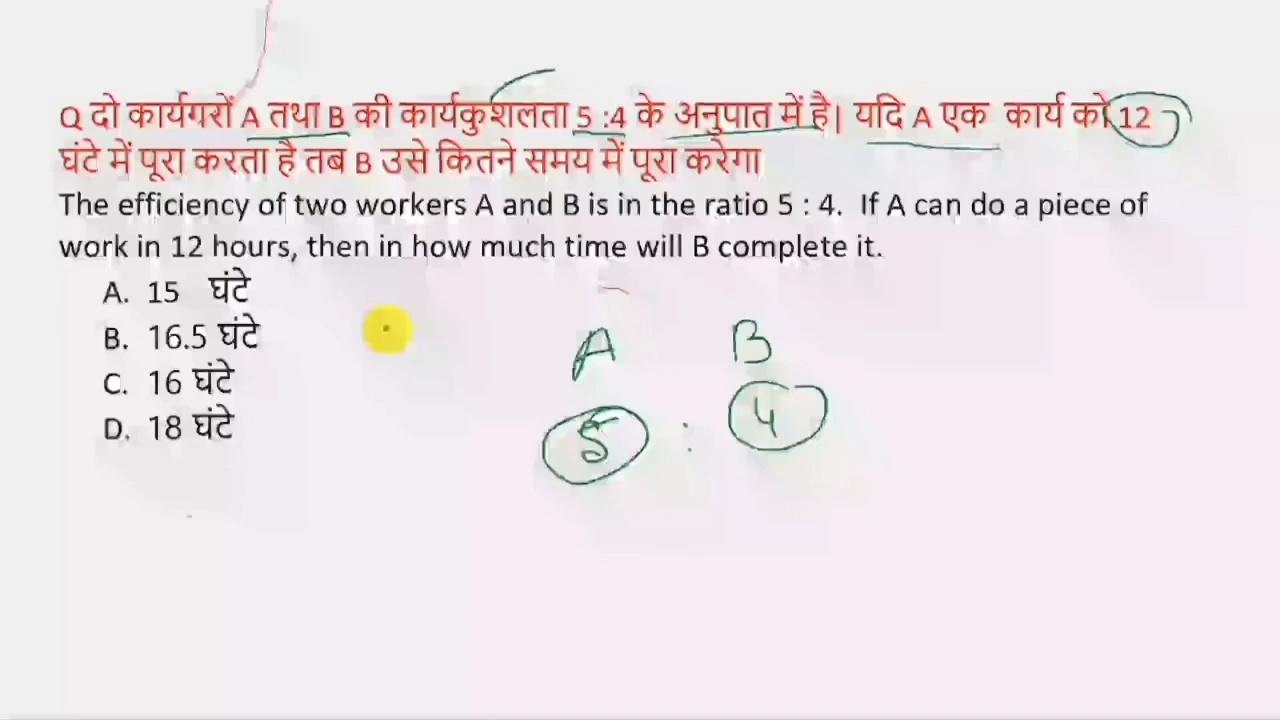 Q दो कार्यगरों A तथा B की कार्यकुशलता 5 :4 के अनुपात में है। यदि A एक कार्य को 12
घंटे में पूरा करता है तब B उसे कितने समय में पूरा करेगा
The efficiency of two workers A and B is in the ratio 5 : 4. If A can do a piece of
work in 12 hours, then in how much time will B complete it.
A. 15 घंटे
B. 16.5 घंटे
C. 16 घंटे
D. 18 घंटे
A B
5 : 4